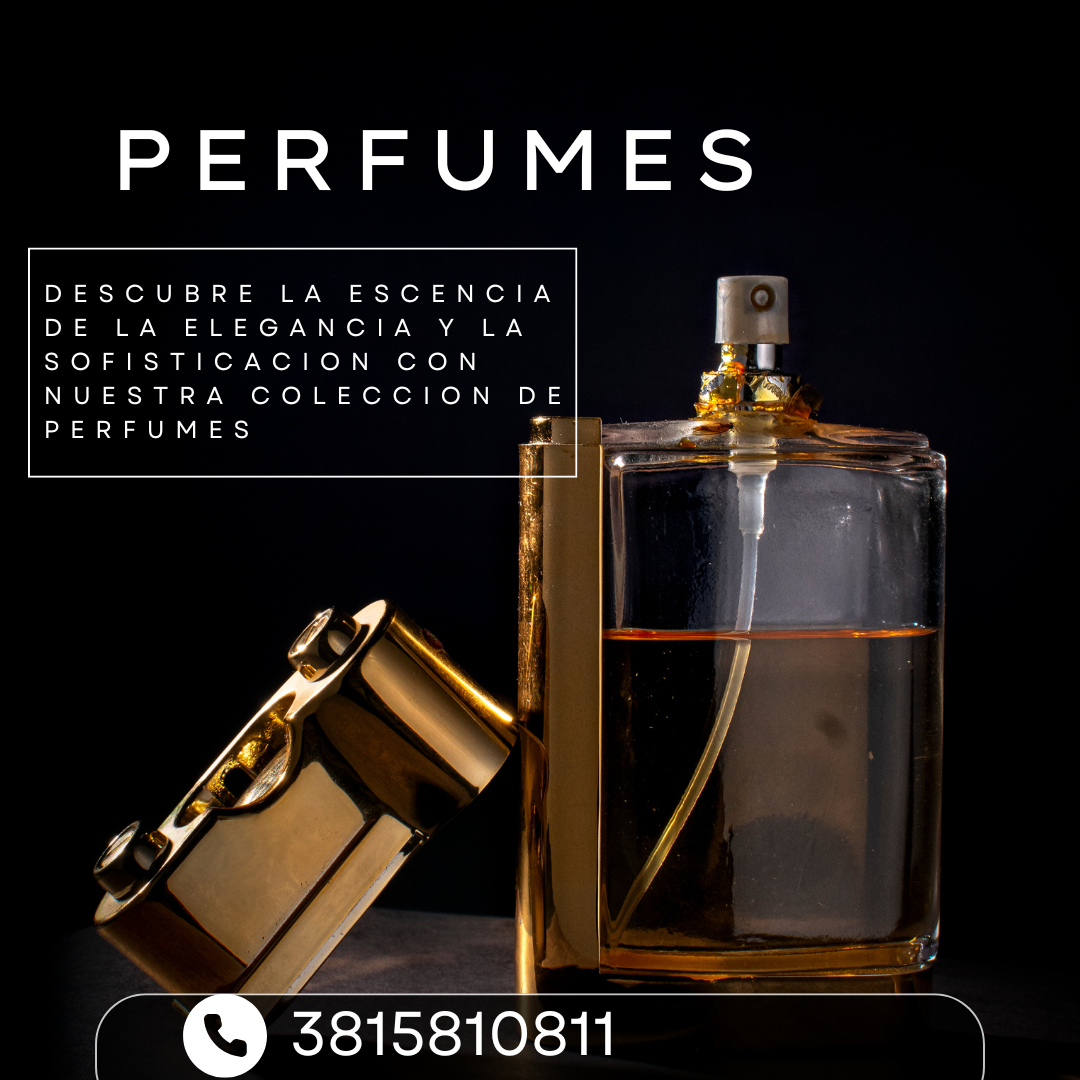 PERFUMES
DESCUBRE LA ESCENCIA
DE LA ELEGANCIA Y LA
SOFISTICACION CON
NUESTRA COLECCION DE
PERFUMES
3815810811